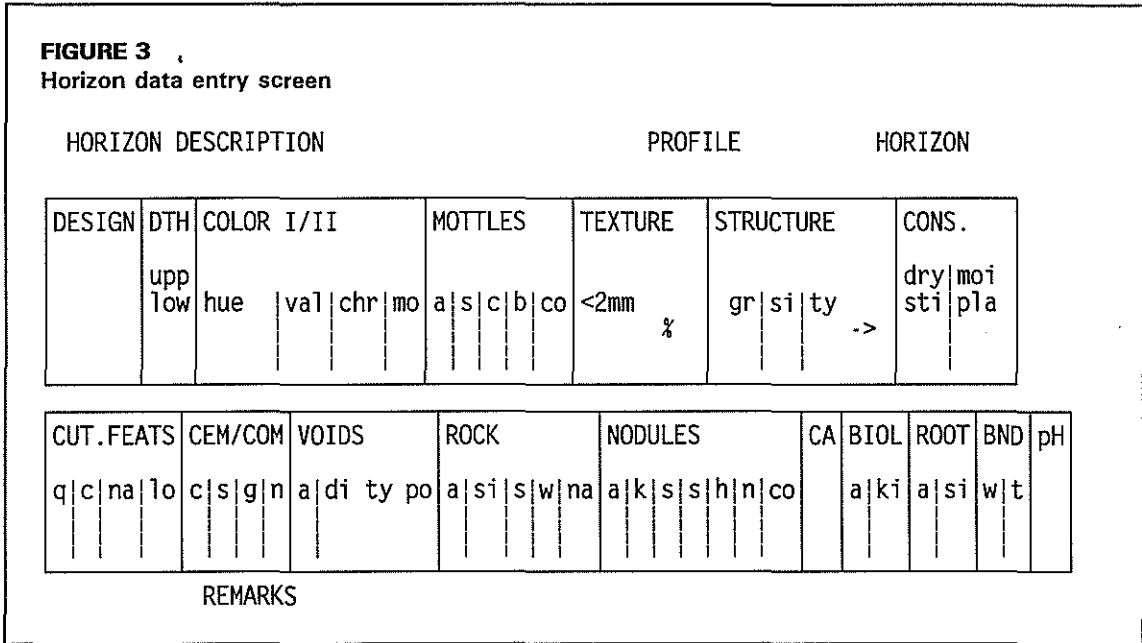 FIGURE 3
Horizon data entry screen
HORIZON DESCRIPTION PROFILE HORIZON
DESIGN DTH COLOR I/II MOTTLES TEXTURE STRUCTURE CONS.
upp dry|moi
low hue |val|chr|mo a|s|c|b|co <2mm gr|si|ty sti|pla
% ->
CUT.FEATS CEM/COM VOIDS ROCK NODULES CA BIOL ROOT BND pH
q|c|na|lo c|s|g|n a|di ty po a|si|s|w|na a|k|s|s|h|n|co a|ki a|si w|t
REMARKS